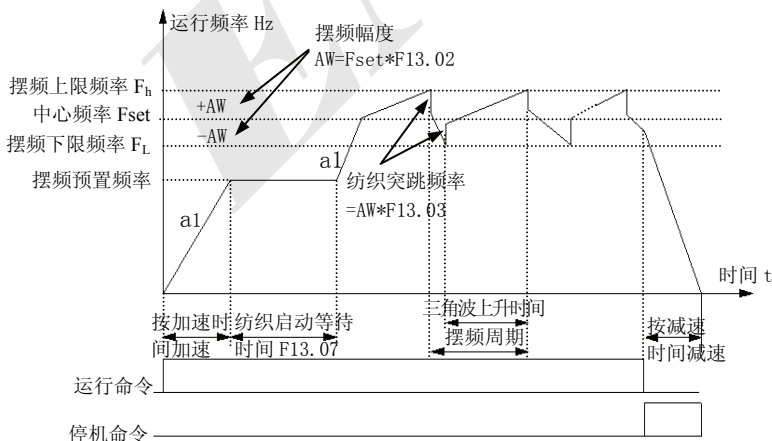 运行频率 Hz
摆频幅度
AW=Fset*F13.02
摆频上限频率 Fh
+AW
中心频率 Fset
-AW
摆频下限频率 FL
摆频预置频率
a1
a1
纺织突跳频率
=AW*F13.03
时间 t
三角波上升时间
摆频周期
按加速时
间加速
纺织启动等待
时间 F13.07
按减速
时间减速
运行命令
停机命令